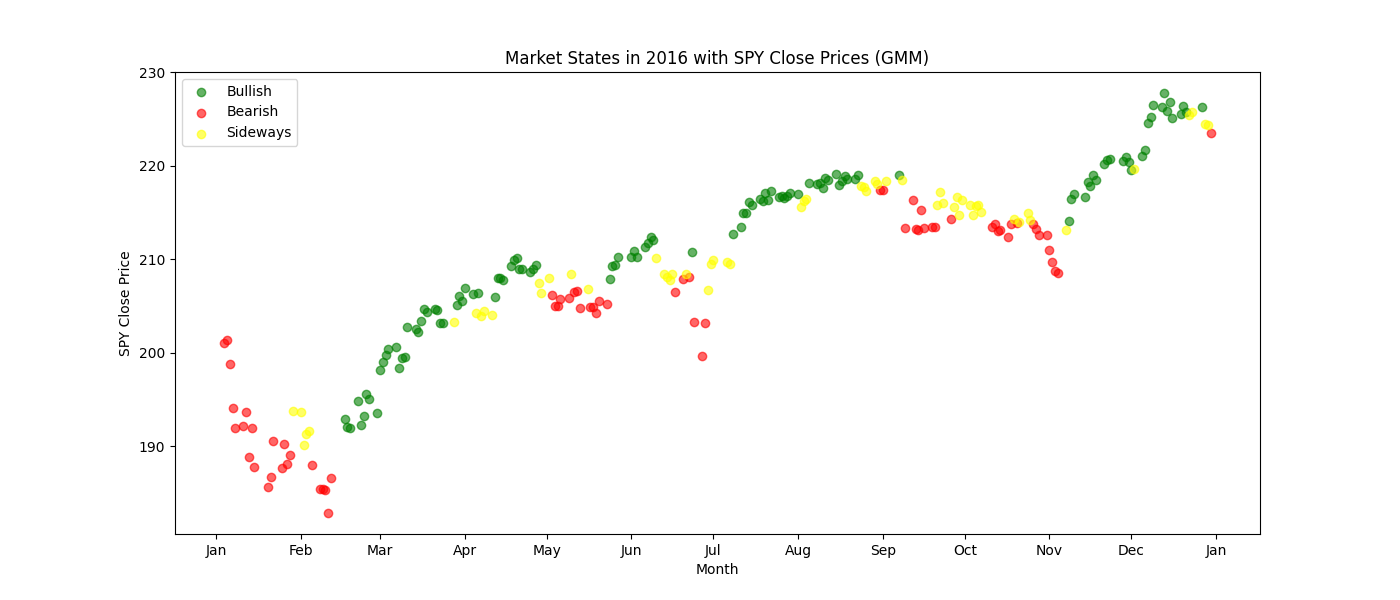 Market States in 2016 with SPY Close Prices (GMM)
Bullish
Bearish
Sideways
SPY Close Price
230
220
210
200
190
Jan Feb Mar Apr May Jun Jul Aug Sep Oct Nov Dec Jan
Month